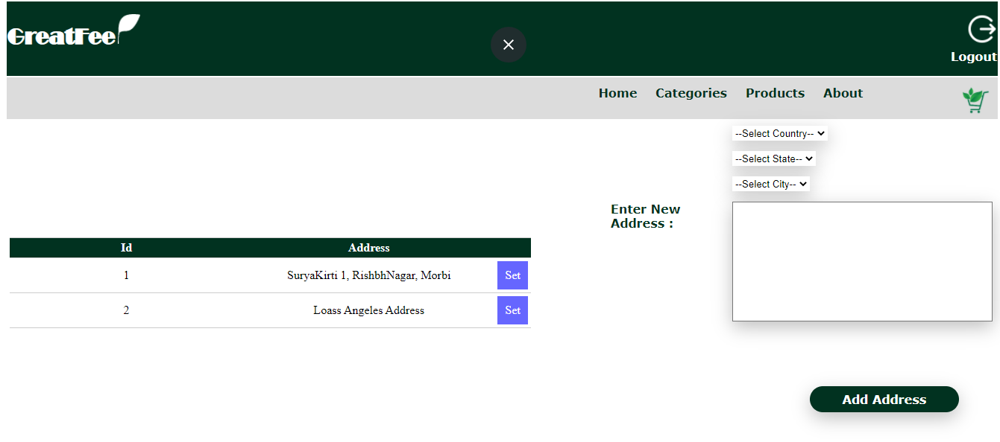 GreatFee
Logout
Home Categories Products About
--Select Country--
--Select State--
--Select City--
Enter New
Address :
Id Address
1 SuryaKirti 1, RishbhNagar, Morbi Set
2 Loass Angeles Address Set
Add Address